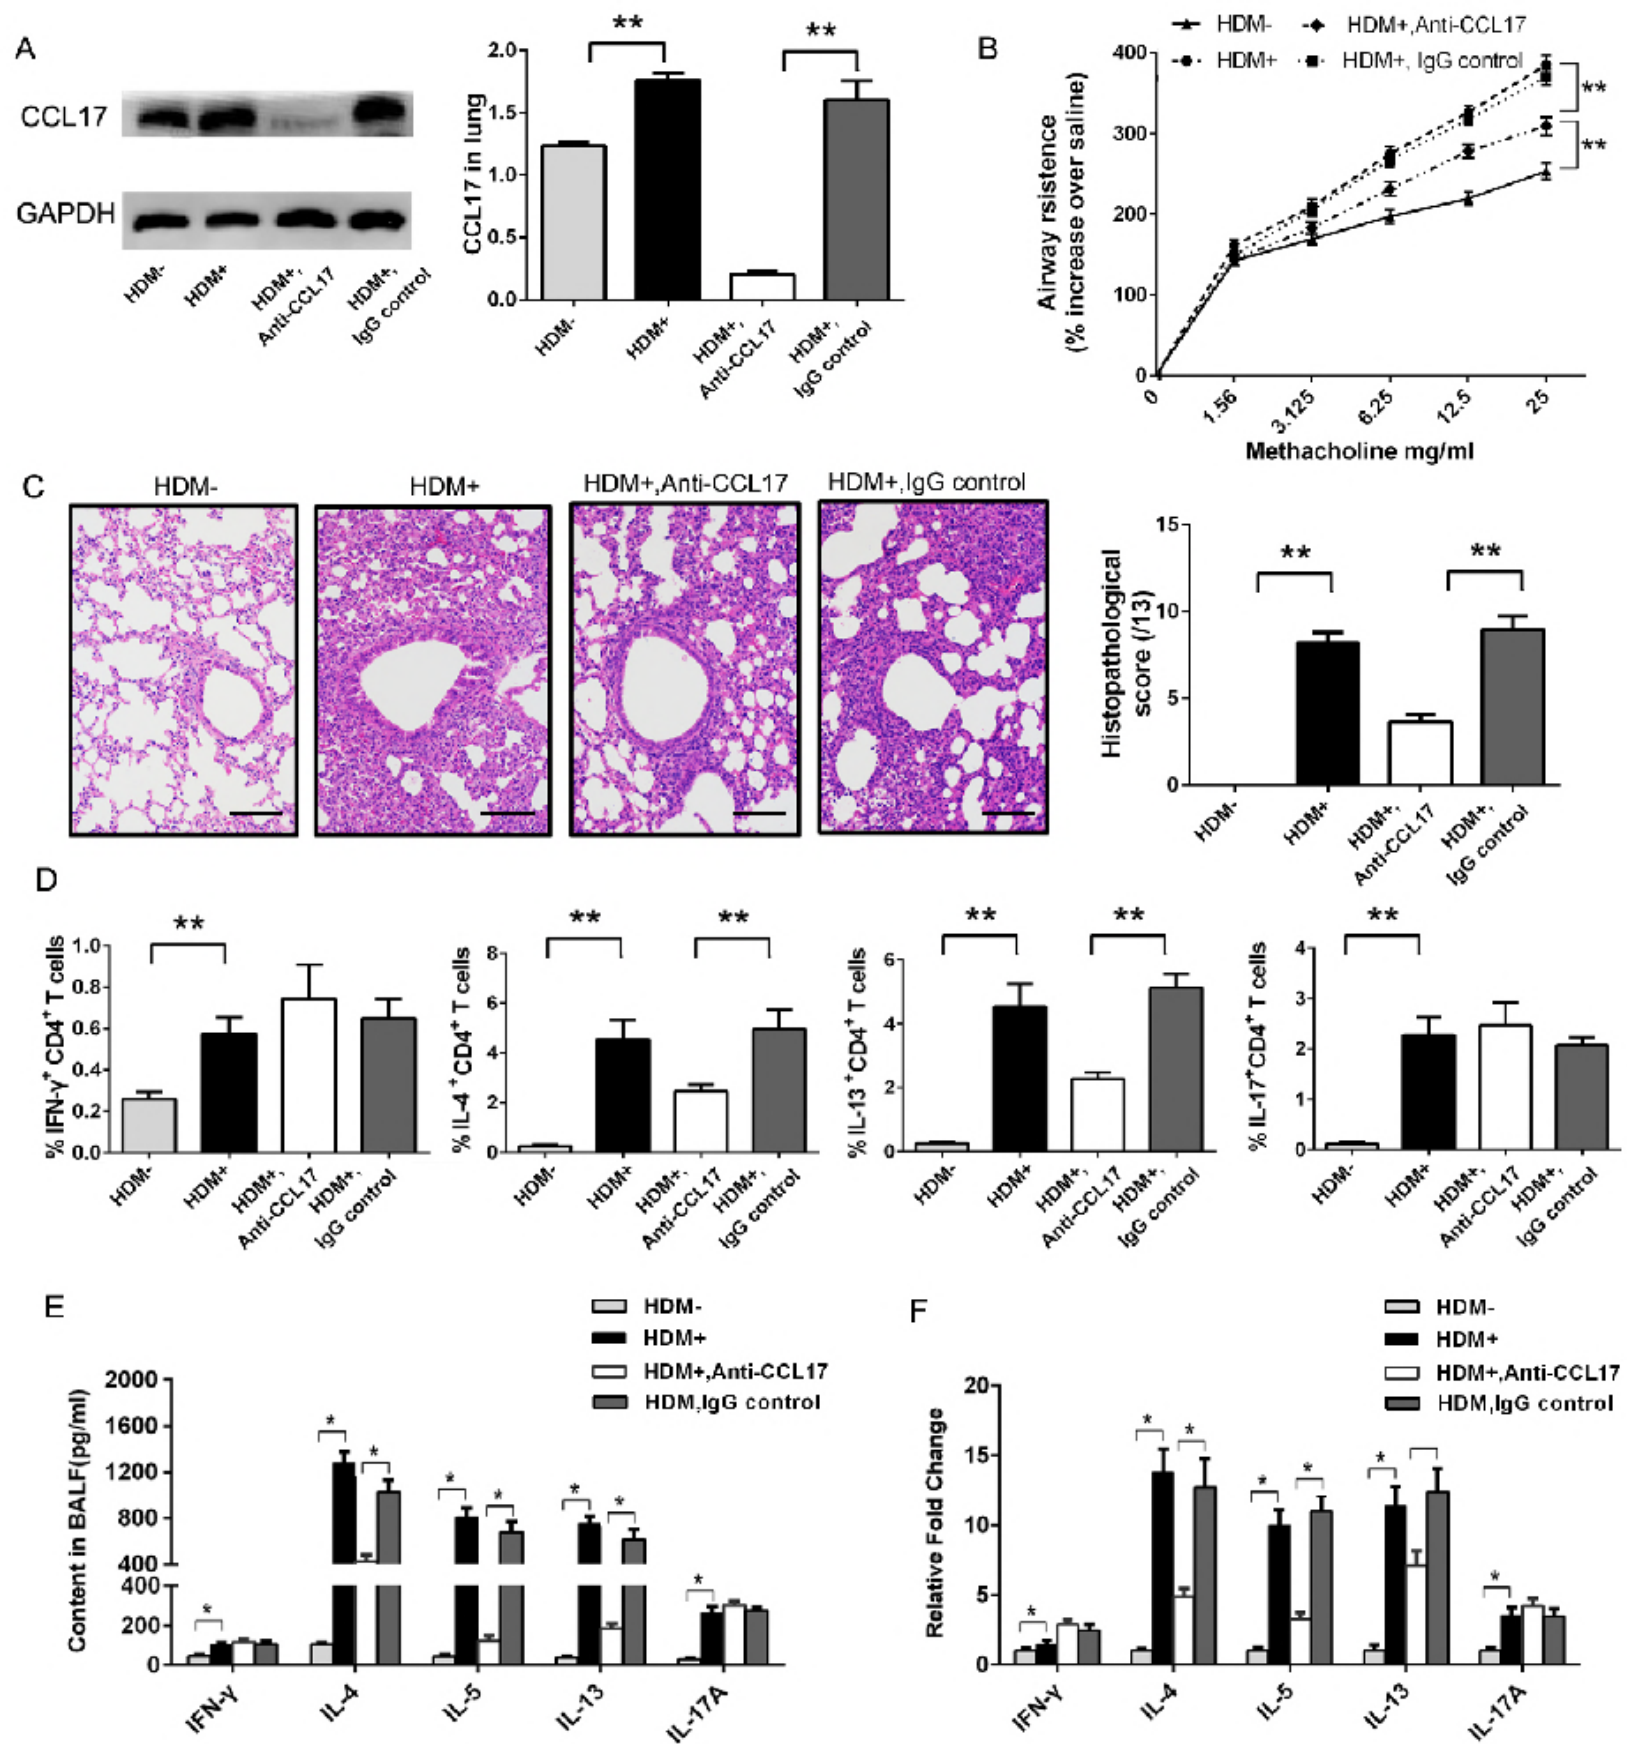 A
CCL17
GAPDH
HDM-
HDM+
HDM+,
Anti-CCL17
HDM+,
IgG control
**
**
CCL17 in lung
2.0
1.5
1.0
0.5
0.0
HDM-
HDM+
HDM+,
Anti-CCL17
HDM+,
IgG control
B
HDM-
HDM+,Anti-CCL17
HDM+
HDM+, IgG control
Airway ristence
(% increase over saline)
400
300
200
100
0
**
**
0
1.56
3.125
6.25
12.5
25
Methacholine mg/ml
C
HDM-
HDM+
HDM+,Anti-CCL17
HDM+,IgG control
Histopathological
score (/13)
15
10
5
0
**
**
HDM-
HDM+
HDM+,
Anti-CCL17
HDM+,
IgG control
D
% IFN-γ+ CD4+ T cells
1.0
0.8
0.6
0.4
0.2
0.0
**
HDM-
HDM+
HDM+,
Anti-CCL17
HDM+,
IgG control
% IL-4 +CD4+ T cells
8
6
4
2
0
**
**
HDM-
HDM+
HDM+,
Anti-CCL17
HDM+,
IgG control
% IL-13 +CD4+ T cells
6
4
2
0
**
**
HDM-
HDM+
HDM+,
Anti-CCL17
HDM+,
IgG control
% IL-17+CD4+ T cells
4
3
2
1
0
**
HDM-
HDM+
HDM+,
Anti-CCL17
HDM+,
IgG control
E
HDM-
HDM+
HDM+,Anti-CCL17
HDM,IgG control
Content in BALF(pg/ml)
2000
1600
1200
800
400
400
200
0
*
*
*
*
*
*
*
*
IFN-γ
IL-4
IL-5
IL-13
IL-17A
F
HDM-
HDM+
HDM+,Anti-CCL17
HDM,IgG control
Relative Fold Change
20
15
10
5
0
*
*
*
*
*
*
*
IFN-γ
IL-4
IL-5
IL-13
IL-17A